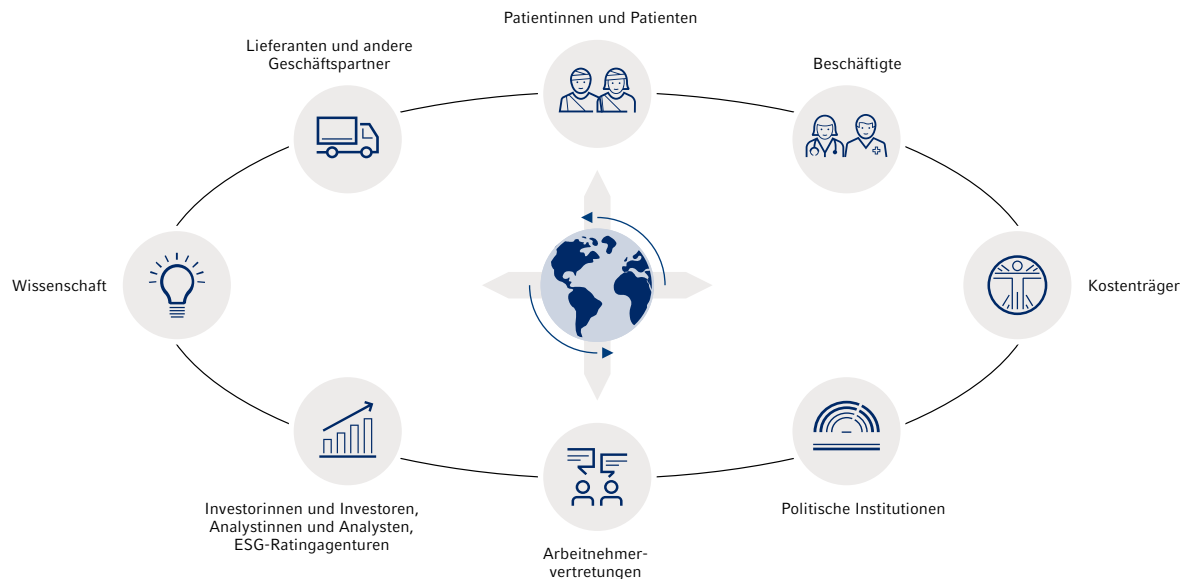 Patientinnen und Patienten
Lieferanten und andere
Geschäftspartner
Beschäftigte
Wissenschaft
Kostenträger
Investorinnen und Investoren,
Analystinnen und Analysten,
ESG-Ratingagenturen
Politische Institutionen
Arbeitnehmer-
vertretungen